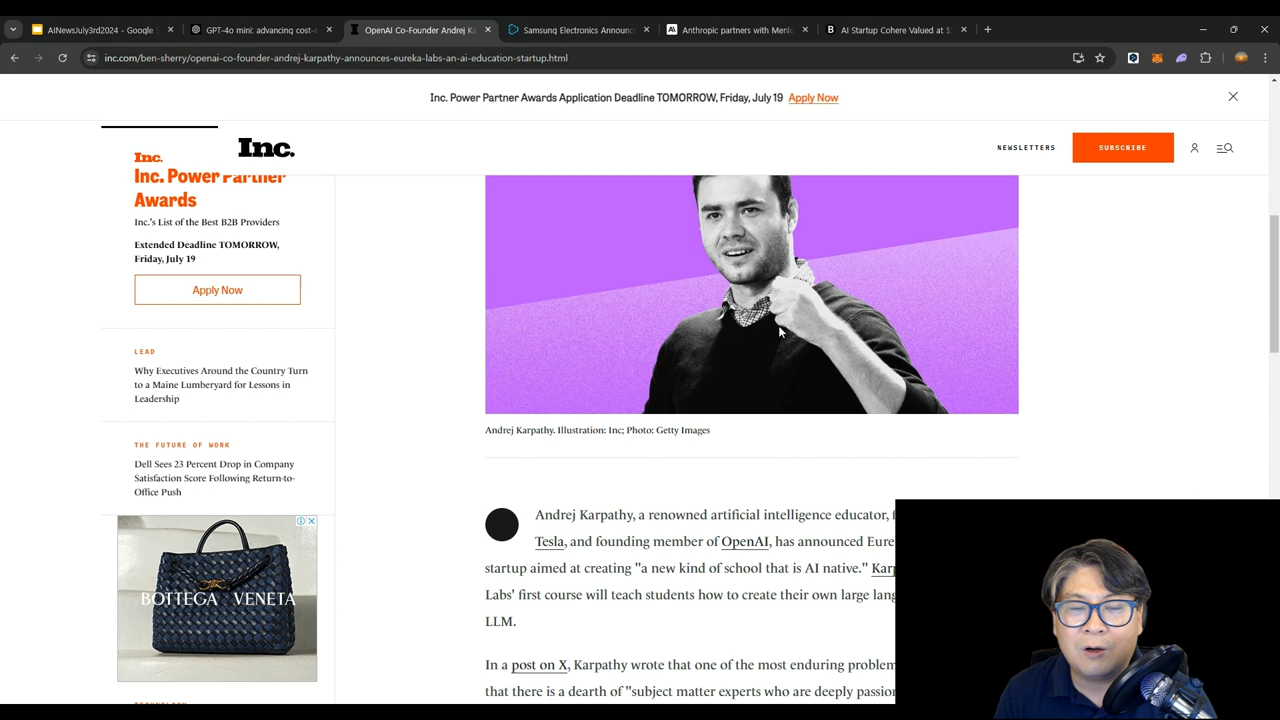 AINewsJuly3rd2024 - Google
GPT-4o mini: advancing cost-
OpenAI Co-Founder Andrej Ka
Samsung Electronics Announc
Anthropic partners with Menlo
AI Startup Cohere Valued at $
inc.com/ben-sherry/openai-co-founder-andrej-karpathy-announces-eureka-labs-an-ai-education-startup.html
Inc. Power Partner Awards Application Deadline TOMORROW, Friday, July 19 Apply Now
Inc.
NEWSLETTERS
SUBSCRIBE
Inc.
Inc. Power Partner
Awards
Inc.'s List of the Best B2B Providers
Extended Deadline TOMORROW,
Friday, July 19
Apply Now
LEAD
Why Executives Around the Country Turn
to a Maine Lumberyard for Lessons in
Leadership
THE FUTURE OF WORK
Dell Sees 23 Percent Drop in Company
Satisfaction Score Following Return-to-
Office Push
BOTTEGA VENETA
Andrej Karpathy. Illustration: Inc; Photo: Getty Images
Andrej Karpathy, a renowned artificial intelligence educator,
Tesla, and founding member of OpenAI, has announced Eure
startup aimed at creating "a new kind of school that is AI native." Karp
Labs' first course will teach students how to create their own large lang
LLM.
In a post on X, Karpathy wrote that one of the most enduring problem
that there is a dearth of "subject matter experts who are deeply passion